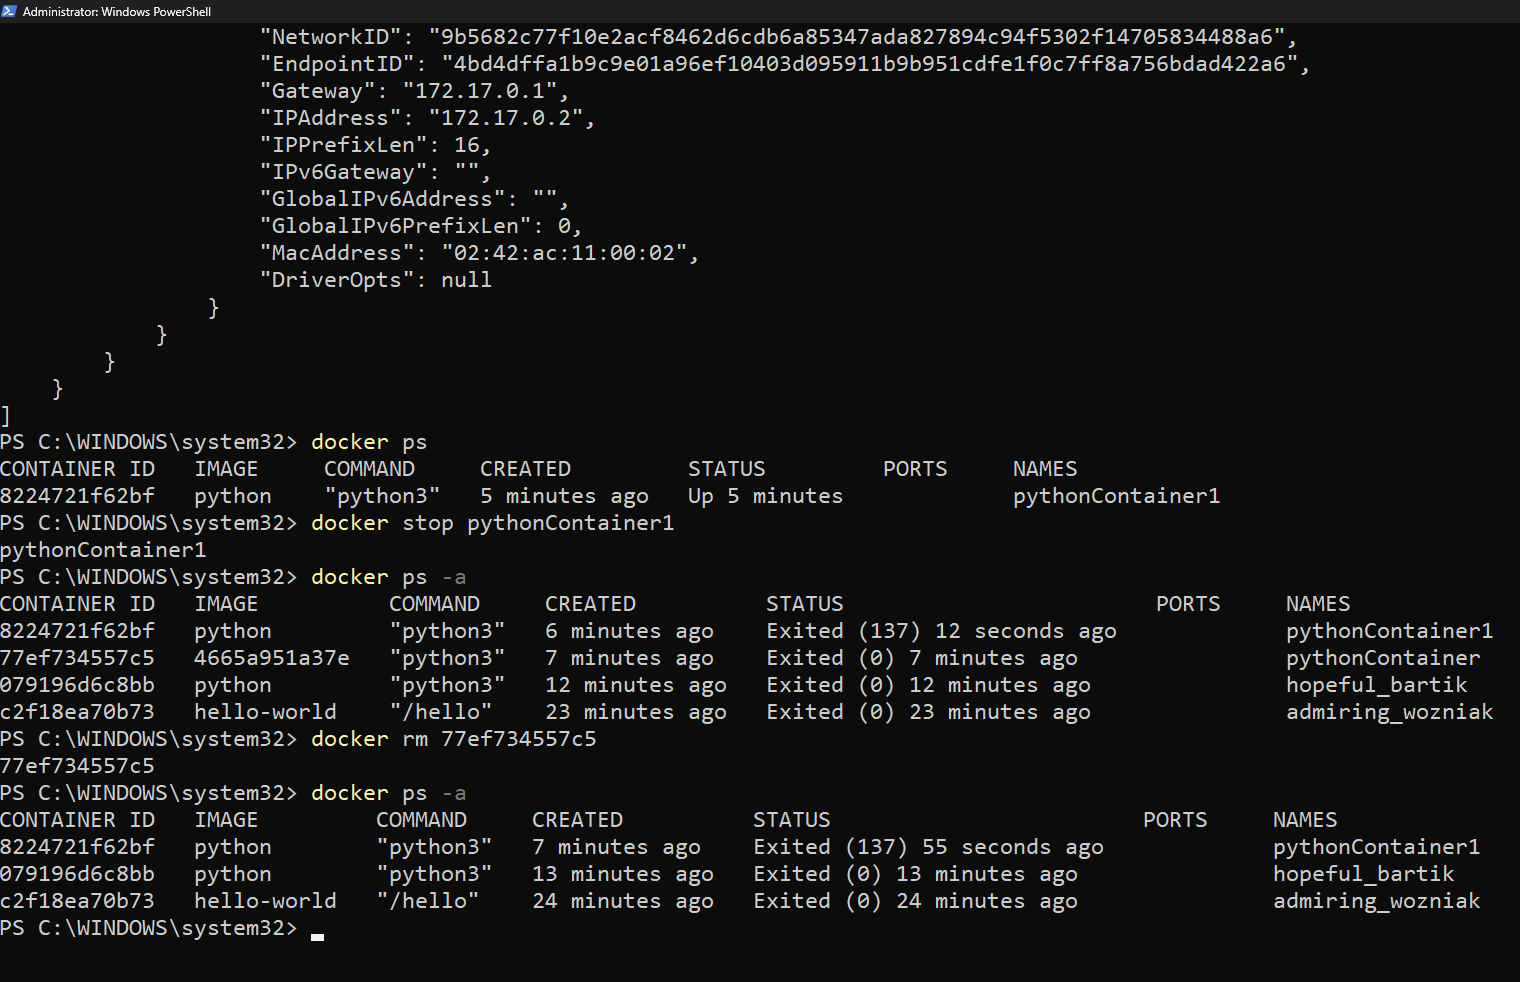 Administrator: Windows PowerShell
"NetworkID": "9b5682c77f10e2acf8462d6cdb6a85347ada827894c94f5302f14705834488a6",
"EndpointID": "4bd4dffa1b9c9e01a96ef10403d095911b9b951cdfe1f0c7ff8a756bdad422a6",
"Gateway": "172.17.0.1",
"IPAddress": "172.17.0.2",
"IPPrefixLen": 16,
"IPv6Gateway": "",
"GlobalIPv6Address": "",
"GlobalIPv6PrefixLen": 0,
"MacAddress": "02:42:ac:11:00:02",
"DriverOpts": null
}
}
}
}
]
PS C:\WINDOWS\system32> docker ps
CONTAINER ID   IMAGE     COMMAND     CREATED         STATUS         PORTS     NAMES
8224721f62bf   python    "python3"   5 minutes ago   Up 5 minutes             pythonContainer1
PS C:\WINDOWS\system32> docker stop pythonContainer1
pythonContainer1
PS C:\WINDOWS\system32> docker ps -a
CONTAINER ID   IMAGE          COMMAND     CREATED          STATUS                        PORTS     NAMES
8224721f62bf   python         "python3"   6 minutes ago    Exited (137) 12 seconds ago             pythonContainer1
77ef734557c5   4665a951a37e   "python3"   7 minutes ago    Exited (0) 7 minutes ago                pythonContainer
079196d6c8bb   python         "python3"   12 minutes ago   Exited (0) 12 minutes ago               hopeful_bartik
c2f18ea70b73   hello-world    "/hello"    23 minutes ago   Exited (0) 23 minutes ago               admiring_wozniak
PS C:\WINDOWS\system32> docker rm 77ef734557c5
77ef734557c5
PS C:\WINDOWS\system32> docker ps -a
CONTAINER ID   IMAGE         COMMAND     CREATED          STATUS                        PORTS     NAMES
8224721f62bf   python        "python3"   7 minutes ago    Exited (137) 55 seconds ago             pythonContainer1
079196d6c8bb   python        "python3"   13 minutes ago   Exited (0) 13 minutes ago               hopeful_bartik
c2f18ea70b73   hello-world   "/hello"    24 minutes ago   Exited (0) 24 minutes ago               admiring_wozniak
PS C:\WINDOWS\system32>